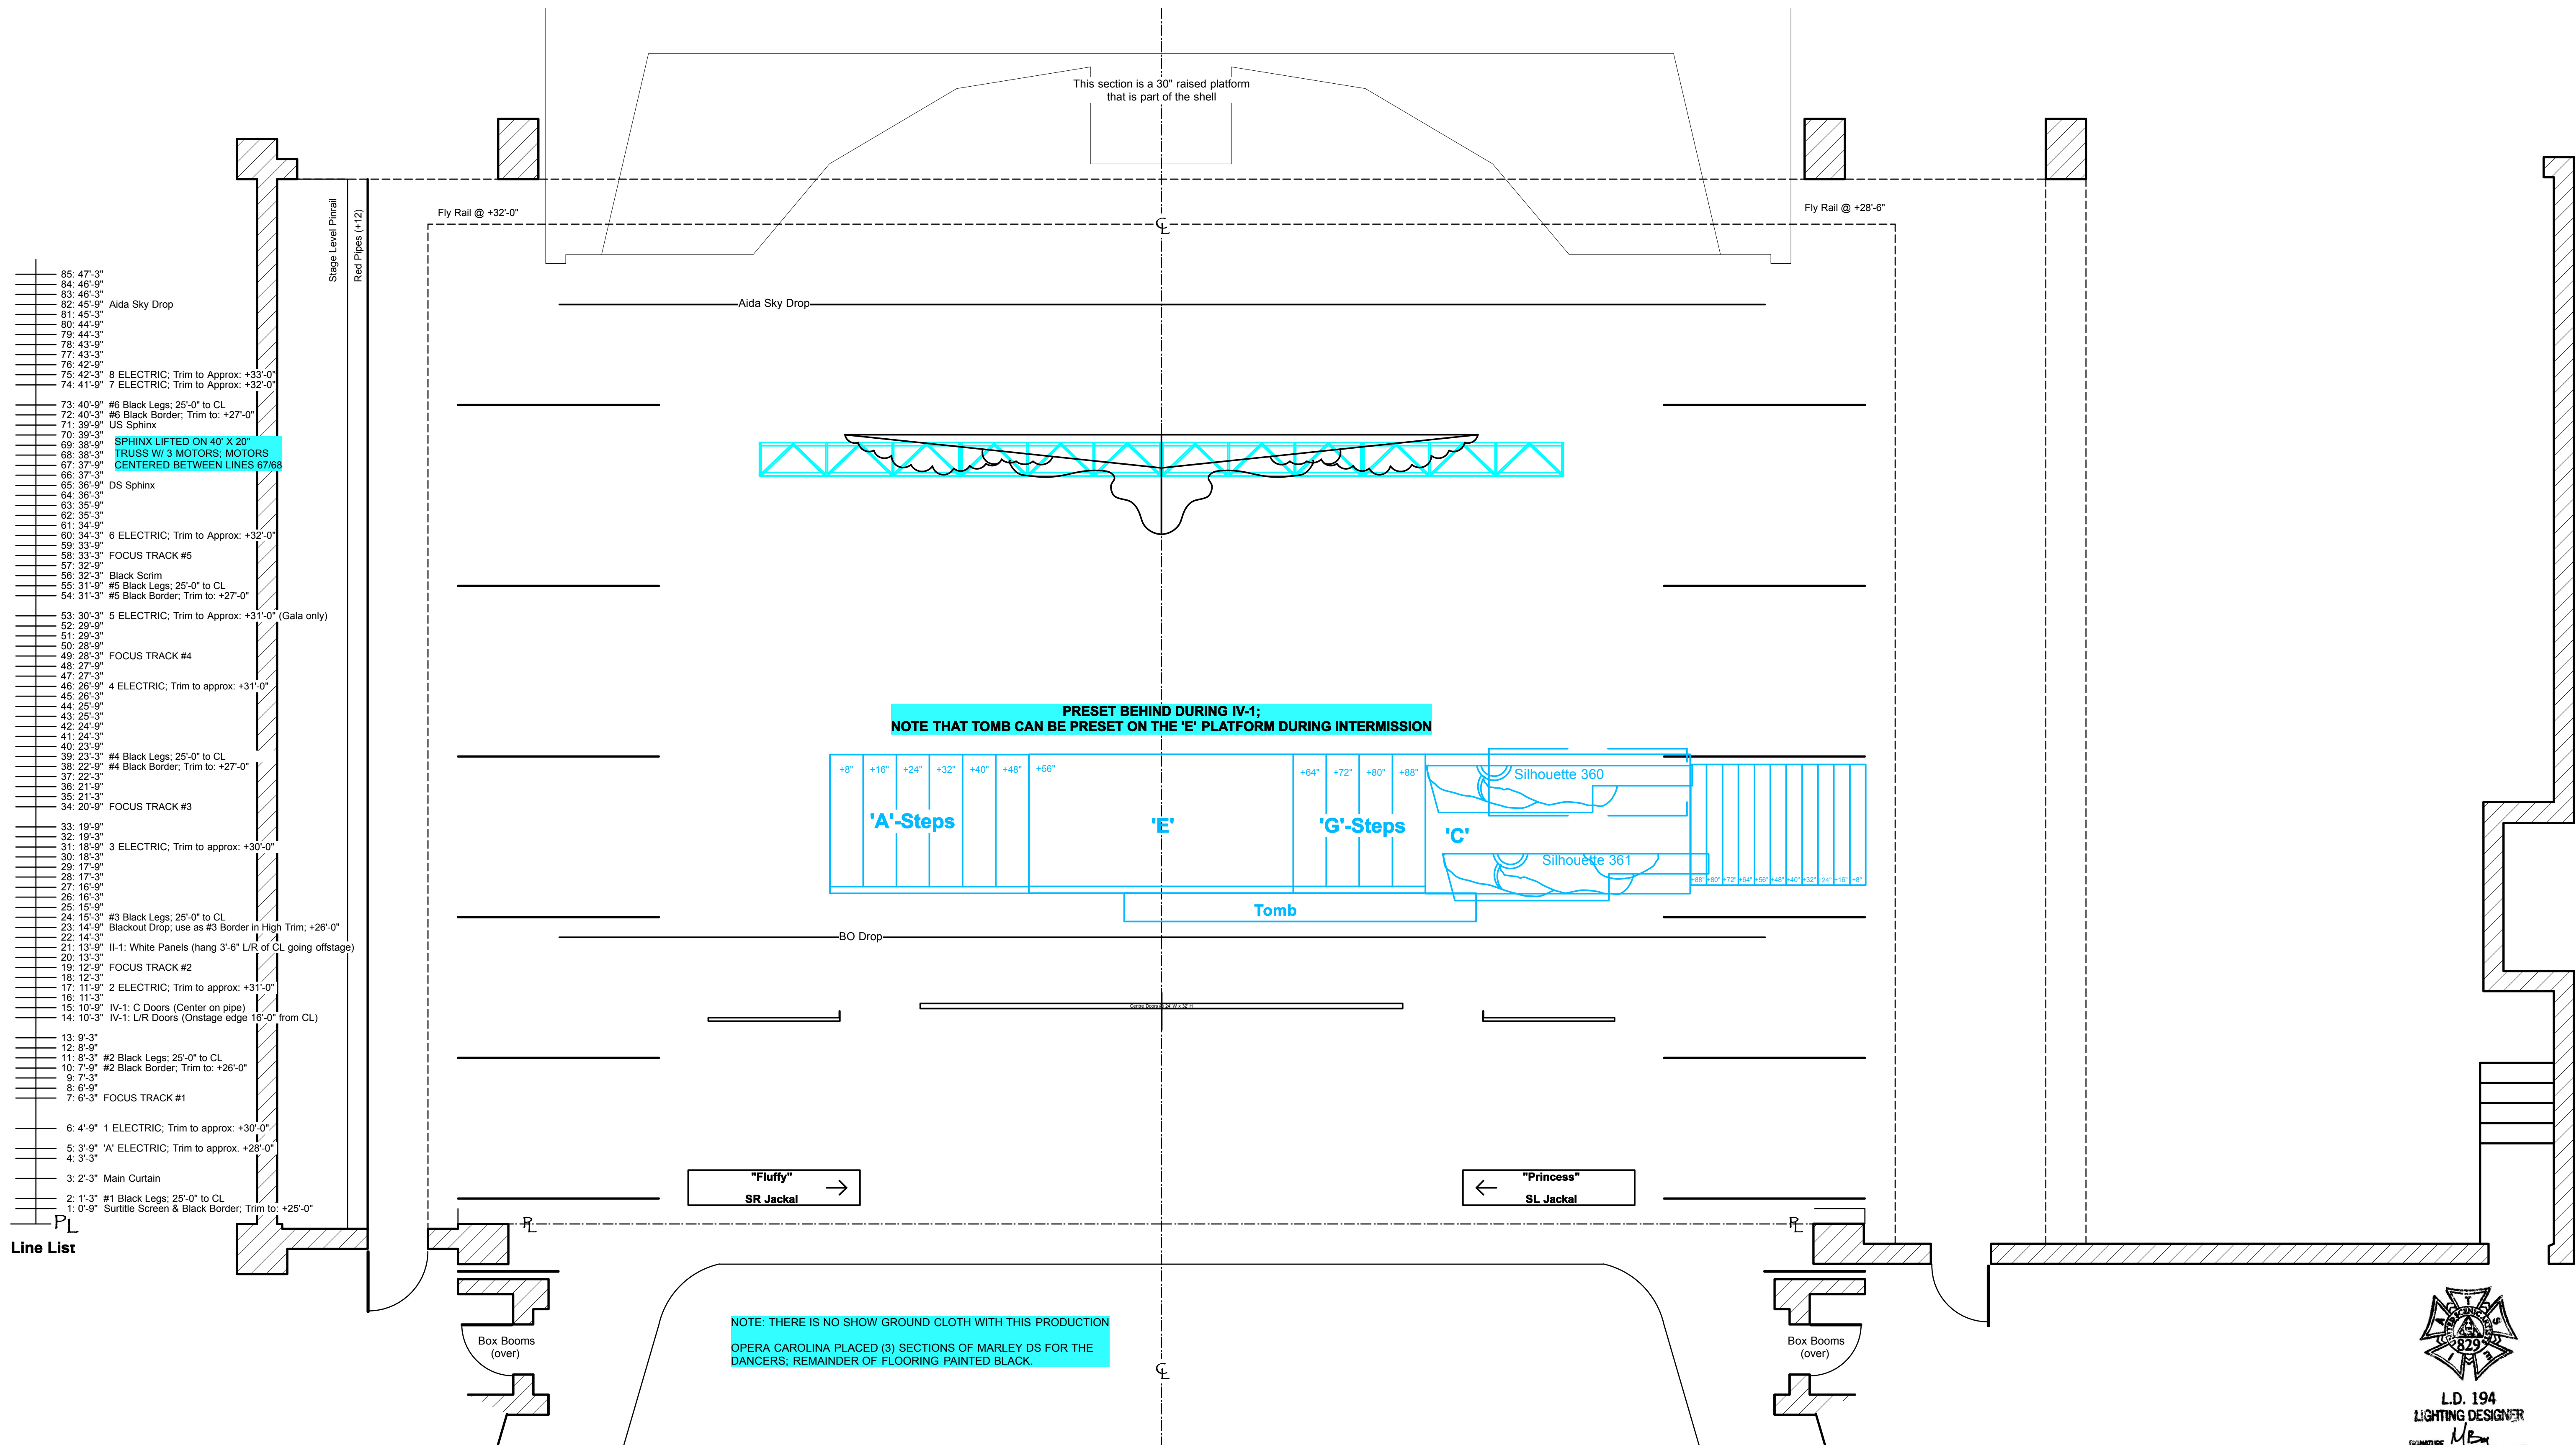 This section is a 30" raised platform
that is part of the shell
Stage Level Pinrail
Red Pipes (+12)
Fly Rail @ +32'-0"
Fly Rail @ +28'-6"
85: 47'-3"
84: 46'-9"
83: 46'-3"
82: 45'-9" Aida Sky Drop
81: 45'-3"
80: 44'-9"
79: 44'-3"
78: 43'-9"
77: 43'-3"
76: 42'-9"
75: 42'-3" 8 ELECTRIC; Trim to Approx: +33'-0"
74: 41'-9" 7 ELECTRIC; Trim to Approx: +32'-0"
73: 40'-9" #6 Black Legs; 25'-0" to CL
72: 40'-3" #6 Black Border; Trim to: +27'-0"
71: 39'-9" US Sphinx
70: 39'-3"
69: 38'-9"
68: 38'-3"
67: 37'-9"
66: 37'-3"
65: 36'-9" DS Sphinx
64: 36'-3"
63: 35'-9"
62: 35'-3"
61: 34'-9"
60: 34'-3" 6 ELECTRIC; Trim to Approx: +32'-0"
59: 33'-9"
58: 33'-3" FOCUS TRACK #5
57: 32'-9"
56: 32'-3" Black Scrim
55: 31'-9" #5 Black Legs; 25'-0" to CL
54: 31'-3" #5 Black Border; Trim to: +27'-0"
53: 30'-3" 5 ELECTRIC; Trim to Approx: +31'-0" (Gala only)
52: 29'-9"
51: 29'-3"
50: 28'-9"
49: 28'-3" FOCUS TRACK #4
48: 27'-9"
47: 27'-3"
46: 26'-9" 4 ELECTRIC; Trim to approx: +31'-0"
45: 26'-3"
44: 25'-9"
43: 25'-3"
42: 24'-9"
41: 24'-3"
40: 23'-9"
39: 23'-3" #4 Black Legs; 25'-0" to CL
38: 22'-9" #4 Black Border; Trim to: +27'-0"
37: 22'-3"
36: 21'-9"
35: 21'-3"
34: 20'-9" FOCUS TRACK #3
33: 19'-9"
32: 19'-3"
31: 18'-9" 3 ELECTRIC; Trim to approx: +30'-0"
30: 18'-3"
29: 17'-9"
28: 17'-3"
27: 16'-9"
26: 16'-3"
25: 15'-9"
24: 15'-3" #3 Black Legs; 25'-0" to CL
23: 14'-9" Blackout Drop; use as #3 Border in High Trim; +26'-0"
22: 14'-3"
21: 13'-9" II-1: White Panels (hang 3'-6" L/R of CL going offstage)
20: 13'-3"
19: 12'-9" FOCUS TRACK #2
18: 12'-3"
17: 11'-9" 2 ELECTRIC; Trim to approx: +31'-0"
16: 11'-3"
15: 10'-9" IV-1: C Doors (Center on pipe)
14: 10'-3" IV-1: L/R Doors (Onstage edge 16'-0" from CL)
13: 9'-3"
12: 8'-9"
11: 8'-3" #2 Black Legs; 25'-0" to CL
10: 7'-9" #2 Black Border; Trim to: +26'-0"
9: 7'-3"
8: 6'-9"
7: 6'-3" FOCUS TRACK #1
6: 4'-9" 1 ELECTRIC; Trim to approx: +30'-0"
5: 3'-9" 'A' ELECTRIC; Trim to approx. +28'-0"
4: 3'-3"
3: 2'-3" Main Curtain
2: 1'-3" #1 Black Legs; 25'-0" to CL
1: 0'-9" Surtitle Screen & Black Border; Trim to: +25'-0"
PL
Line List
SPHINX LIFTED ON 40' X 20"
TRUSS W/ 3 MOTORS; MOTORS
CENTERED BETWEEN LINES 67/68
CL
Aida Sky Drop
PRESET BEHIND DURING IV-1;
NOTE THAT TOMB CAN BE PRESET ON THE 'E' PLATFORM DURING INTERMISSION
+8" +16" +24" +32" +40" +48" +56" +64" +72" +80" +88"
Silhouette 360
'A'-Steps 'E' 'G'-Steps 'C'
Silhouette 361
+88" +80" +72" +64" +56" +48" +40" +32" +24" +16" +8"
Tomb
BO Drop
"Fluffy"
SR Jackal
"Princess"
SL Jackal
PL
PL
NOTE: THERE IS NO SHOW GROUND CLOTH WITH THIS PRODUCTION
OPERA CAROLINA PLACED (3) SECTIONS OF MARLEY DS FOR THE
DANCERS; REMAINDER OF FLOORING PAINTED BLACK.
Box Booms
(over)
CL
Box Booms
(over)
829
L.D. 194
LIGHTING DESIGNER
SIGNATURE